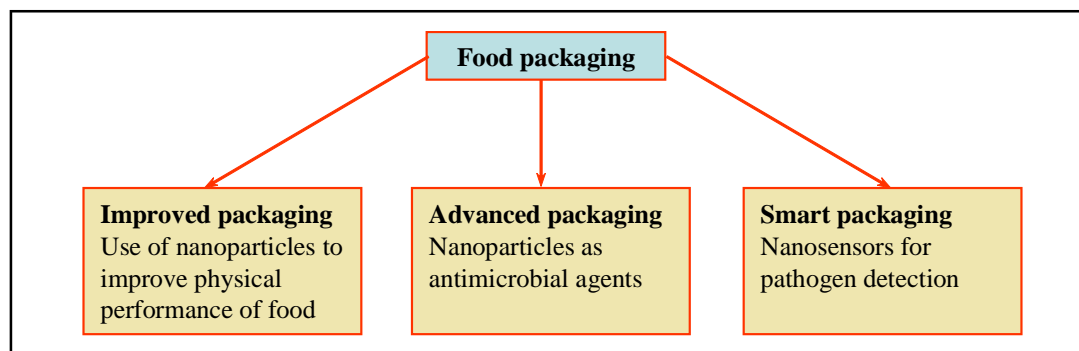 Food packaging
Improved packaging
Use of nanoparticles to
improve physical
performance of food
Advanced packaging
Nanoparticles as
antimicrobial agents
Smart packaging
Nanosensors for
pathogen detection